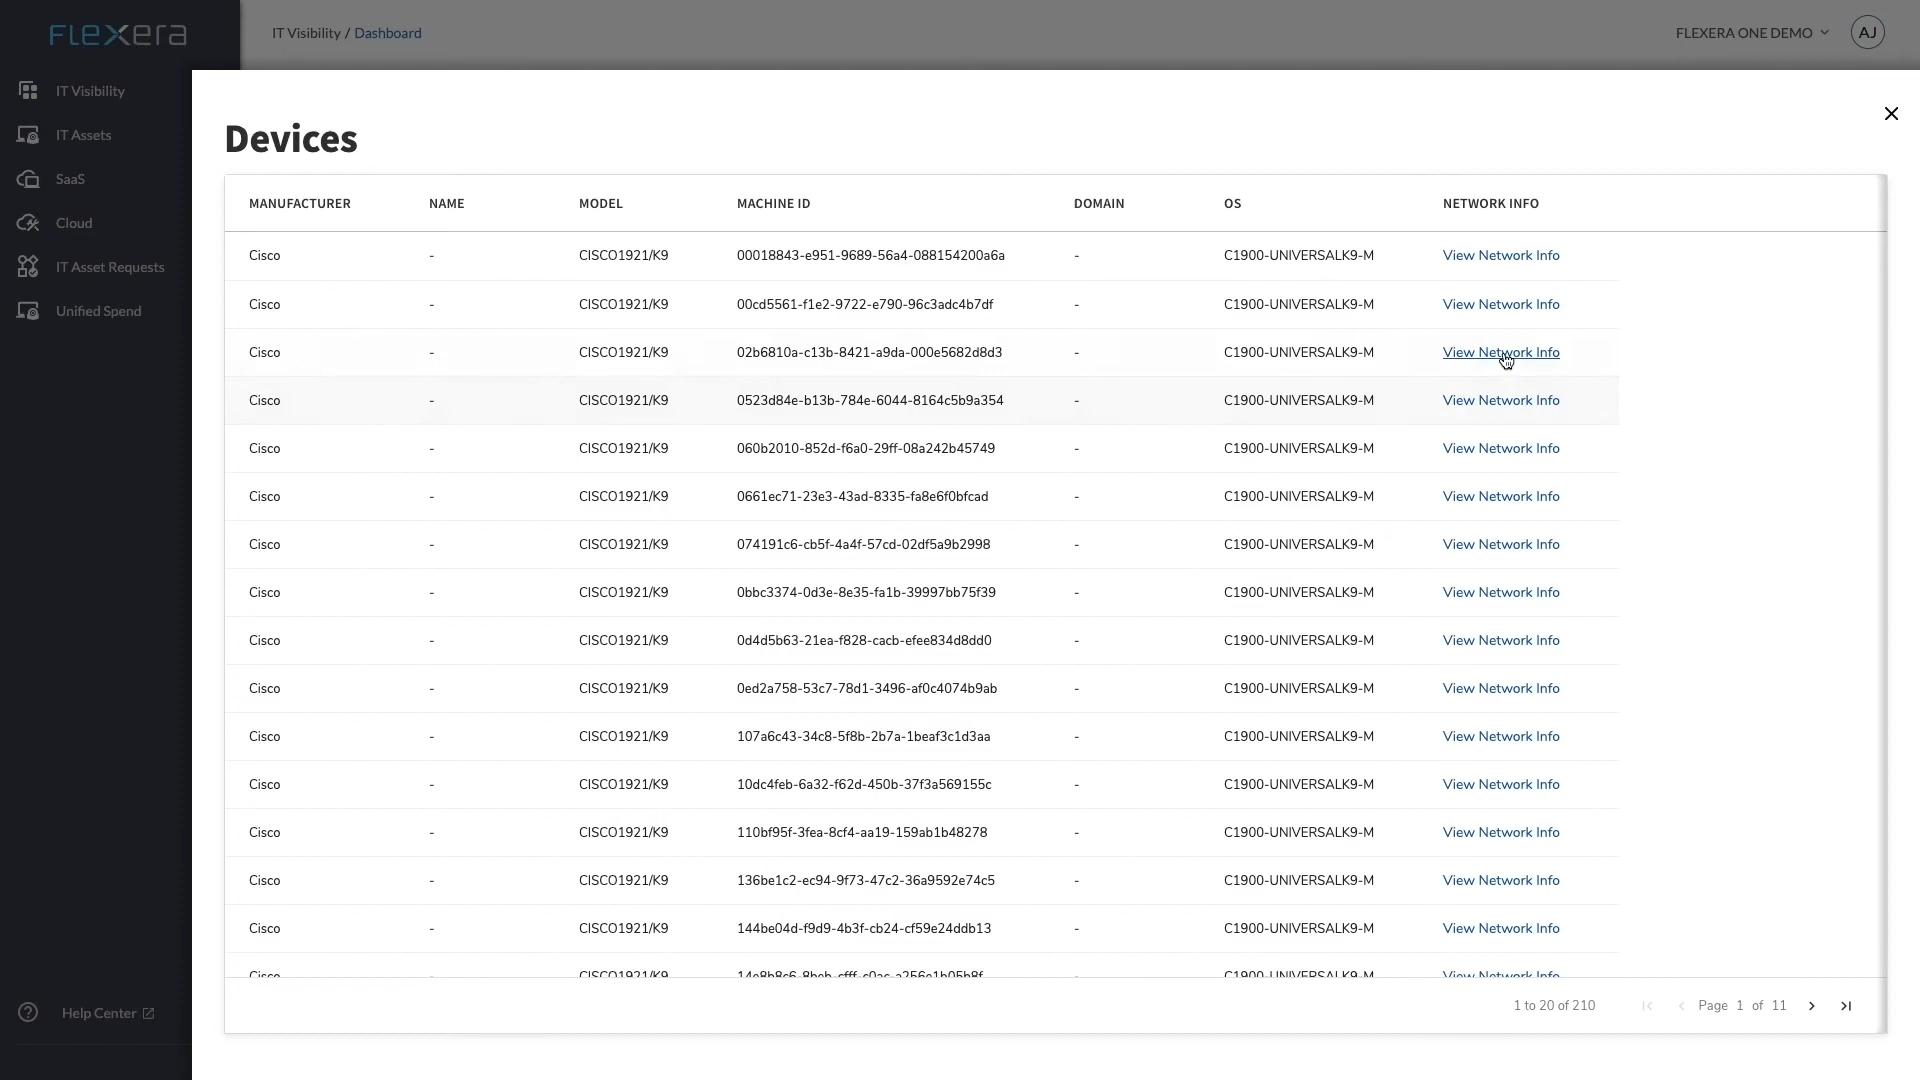 FLEXERA
IT Visibility / Dashboard
FLEXERA ONE DEMO
AJ
IT Visibility
IT Assets
SaaS
Cloud
IT Asset Requests
Unified Spend
Help Center
Devices
MANUFACTURER NAME MODEL MACHINE ID DOMAIN OS NETWORK INFO
Cisco - CISCO1921/K9 00018843-e951-9689-56a4-088154200a6a - C1900-UNIVERSALK9-M View Network Info
Cisco - CISCO1921/K9 00cd5561-f1e2-9722-e790-96c3adc4b7df - C1900-UNIVERSALK9-M View Network Info
Cisco - CISCO1921/K9 02b6810a-c13b-8421-a9da-000e5682d8d3 - C1900-UNIVERSALK9-M View Network Info
Cisco - CISCO1921/K9 0523d84e-b13b-784e-6044-8164c5b9a354 - C1900-UNIVERSALK9-M View Network Info
Cisco - CISCO1921/K9 060b2010-852d-f6a0-29ff-08a242b45749 - C1900-UNIVERSALK9-M View Network Info
Cisco - CISCO1921/K9 0661ec71-23e3-43ad-8335-fa8e6f0bfcad - C1900-UNIVERSALK9-M View Network Info
Cisco - CISCO1921/K9 074191c6-cb5f-4a4f-57cd-02df5a9b2998 - C1900-UNIVERSALK9-M View Network Info
Cisco - CISCO1921/K9 0bbc3374-0d3e-8e35-fa1b-39997bb75f39 - C1900-UNIVERSALK9-M View Network Info
Cisco - CISCO1921/K9 0d4d5b63-21ea-f828-cacb-efee834d8dd0 - C1900-UNIVERSALK9-M View Network Info
Cisco - CISCO1921/K9 0ed2a758-53c7-78d1-3496-af0c4074b9ab - C1900-UNIVERSALK9-M View Network Info
Cisco - CISCO1921/K9 107a6c43-34c8-5f8b-2b7a-1beaf3c1d3aa - C1900-UNIVERSALK9-M View Network Info
Cisco - CISCO1921/K9 10dc4feb-6a32-f62d-450b-37f3a569155c - C1900-UNIVERSALK9-M View Network Info
Cisco - CISCO1921/K9 110bf95f-3fea-8cf4-aa19-159ab1b48278 - C1900-UNIVERSALK9-M View Network Info
Cisco - CISCO1921/K9 136be1c2-ec94-9f73-47c2-36a9592e74c5 - C1900-UNIVERSALK9-M View Network Info
Cisco - CISCO1921/K9 144be04d-f9d9-4b3f-cb24-cf59e24ddb13 - C1900-UNIVERSALK9-M View Network Info
Cisco - CISCO1921/K9 - C1900-UNIVERSALK9-M View Network Info
1 to 20 of 210 Page 1 of 11